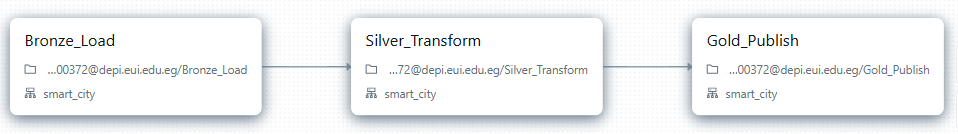 Bronze_Load
...00372@depi.eui.edu.eg/Bronze_Load
smart_city
Silver_Transform
...72@depi.eui.edu.eg/Silver_Transform
smart_city
Gold_Publish
...00372@depi.eui.edu.eg/Gold_Publish
smart_city